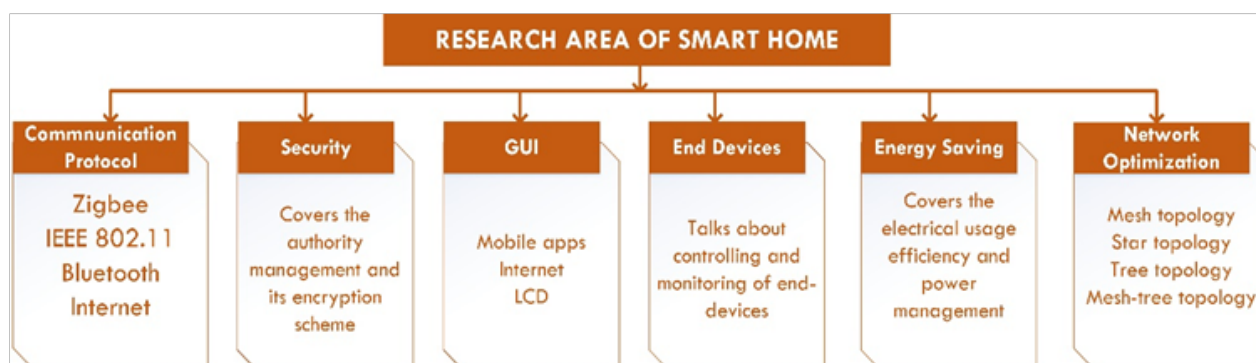 RESEARCH AREA OF SMART HOME
Commnunication
Protocol
Zigbee
IEEE 802.11
Bluetooth
Internet
Security
Covers the
authority
management and
its encryption
scheme
GUI
Mobile apps
Internet
LCD
End Devices
Talks about
controlling and
monitoring of end-
devices
Energy Saving
Covers the
electrical usage
efficiency and
power
management
Network
Optimization
Mesh topology
Star topology
Tree topology
Mesh-tree topology